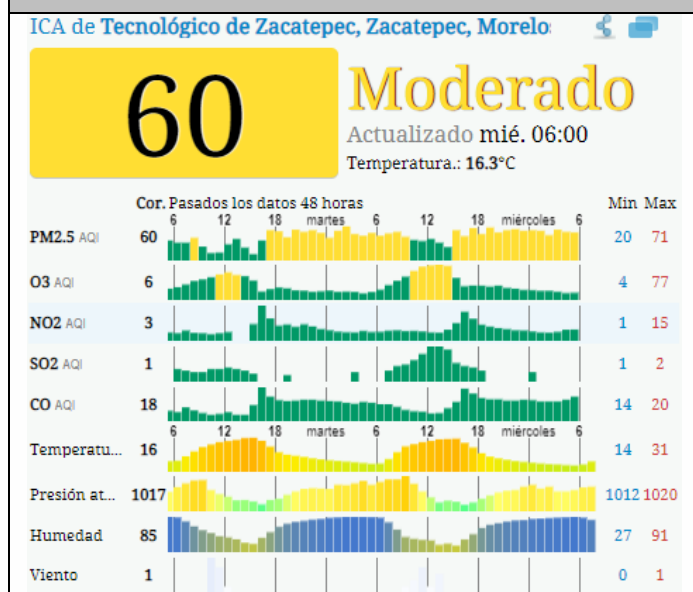 ICA de Tecnológico de Zacatepec, Zacatepec, Morelo
60
Moderado
Actualizado mié. 06:00
Temperatura.: 16.3°C
Cor. Pasados los datos 48 horas Min Max
6 12 18 martes 6 12 18 miércoles 6
PM2.5 AQI 60 20 71
O3 AQI 6 4 77
NO2 AQI 3 1 15
SO2 AQI 1 1 2
CO AQI 18 14 20
6 12 18 martes 6 12 18 miércoles 6
Temperatu... 16 14 31
Presión at... 1017 1012 1020
Humedad 85 27 91
Viento 1 0 1